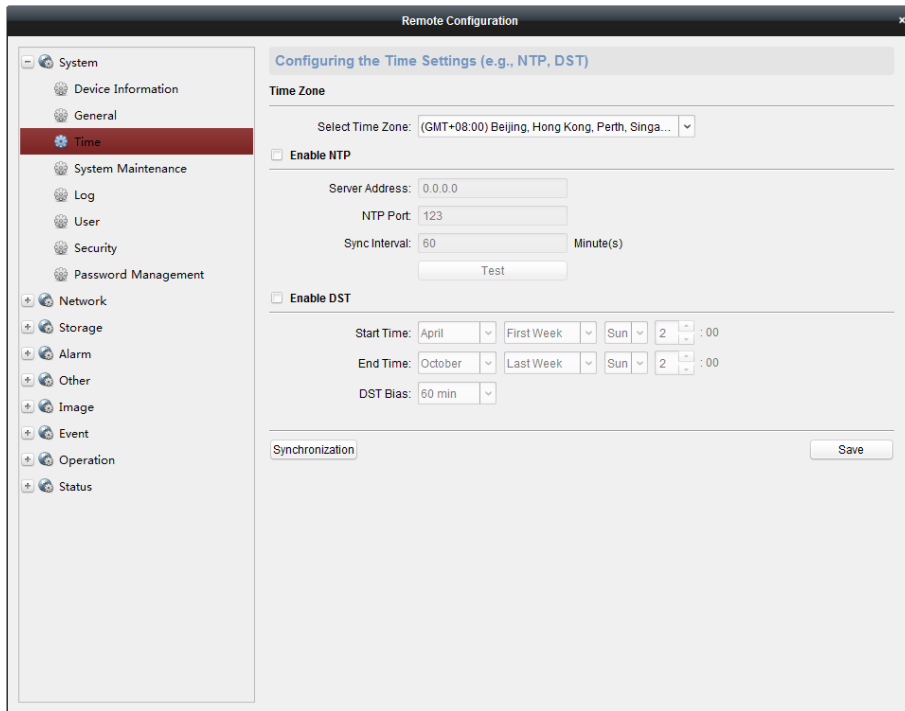 Remote Configuration
×
System
Device Information
General
Time
System Maintenance
Log
User
Security
Password Management
Network
Storage
Alarm
Other
Image
Event
Operation
Status
Configuring the Time Settings (e.g., NTP, DST)
Time Zone
Select Time Zone: (GMT+08:00) Beijing, Hong Kong, Perth, Singa...
Enable NTP
Server Address: 0.0.0.0
NTP Port: 123
Sync Interval: 60 Minute(s)
Test
Enable DST
Start Time: April First Week Sun 2 : 00
End Time: October Last Week Sun 2 : 00
DST Bias: 60 min
Synchronization Save